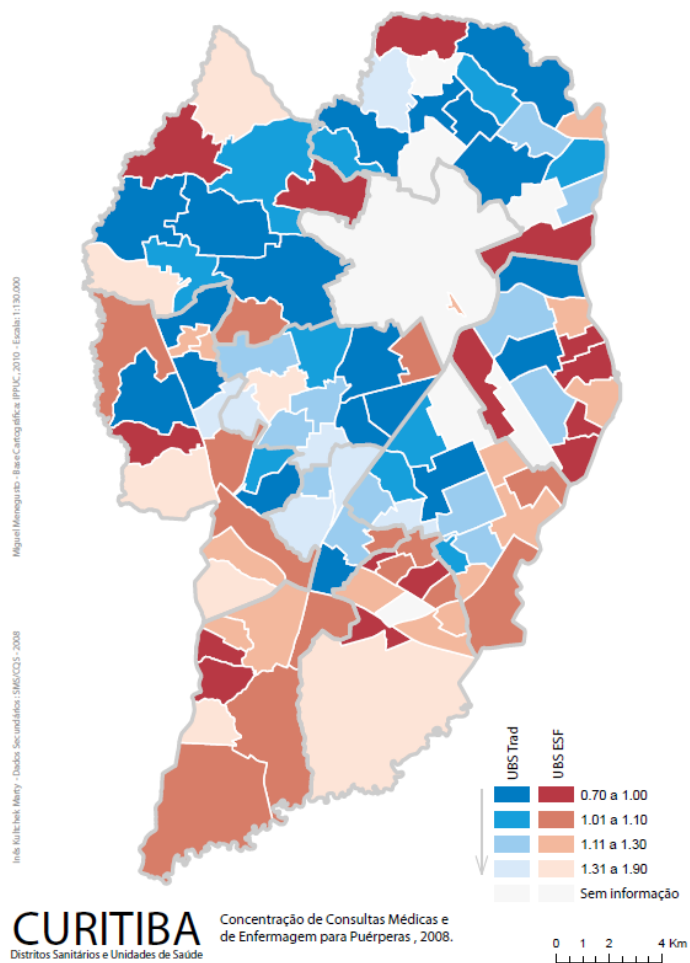 Miguel Menegusto - Base Cartográfica: IPPUC, 2010 - Escala: 1:130.000
Inês Kultchek Marty - Dados Secundários: SMS/CQS - 2008
UBS Trad
UBS ESF
0.70 a 1.00
1.01 a 1.10
1.11 a 1.30
1.31 a 1.90
Sem informação
CURITIBA
Distritos Sanitários e Unidades de Saúde
Concentração de Consultas Médicas e
de Enfermagem para Puérperas , 2008.
0 1 2 4 Km